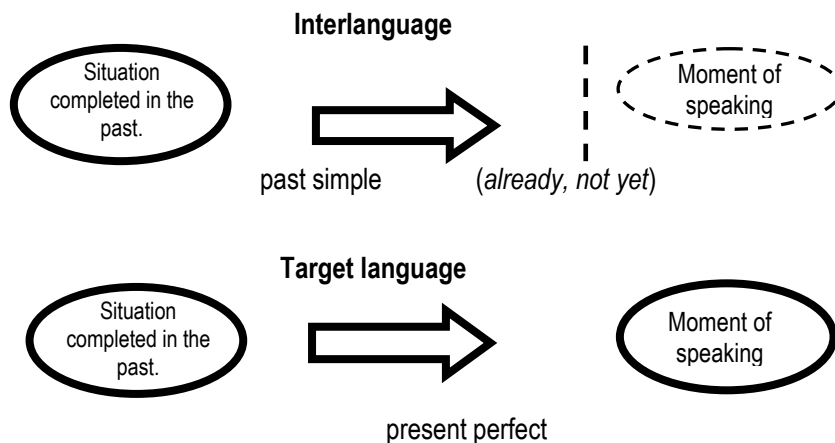 Interlanguage
Situation
completed in the
past.
Moment of
speaking
past simple
(already, not yet)
Target language
Situation
completed in the
past.
Moment of
speaking
present perfect